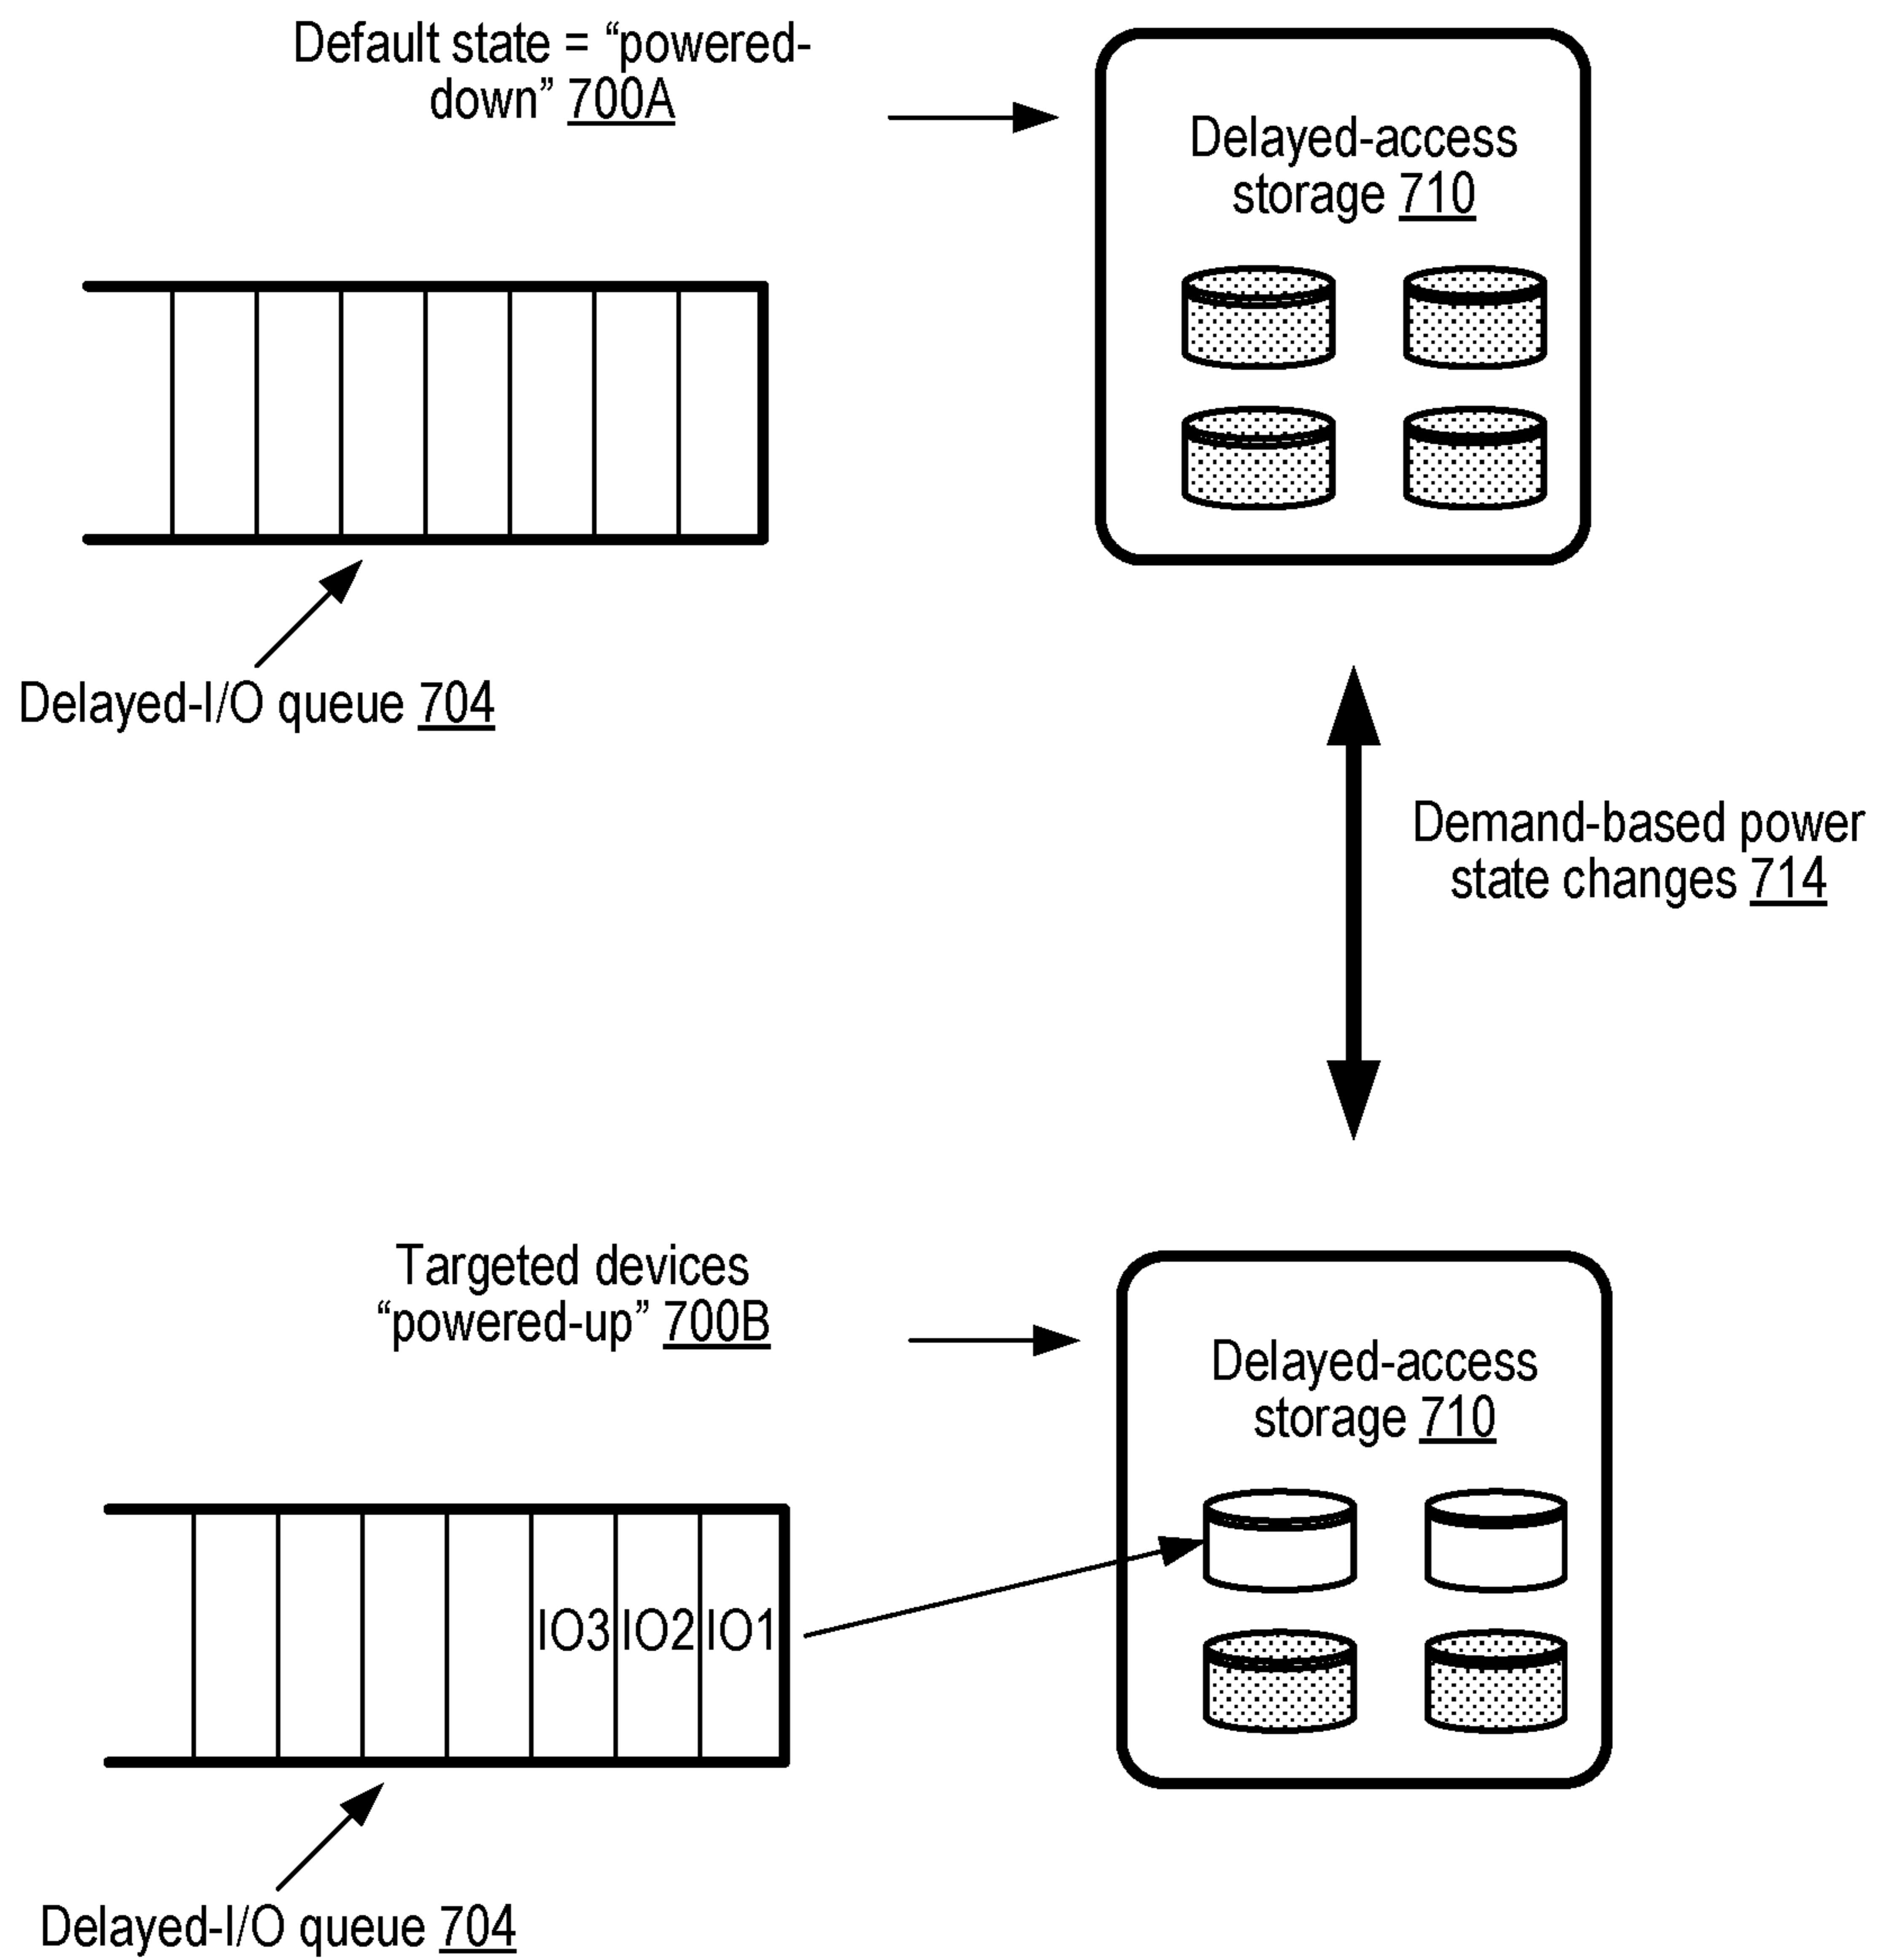 Default state = “powered-
down” 700A
Delayed-access
storage 710
Delayed-I/O queue 704
Demand-based power
state changes 714
Targeted devices
“powered-up” 700B
Delayed-access
storage 710
IO3 IO2 IO1
Delayed-I/O queue 704